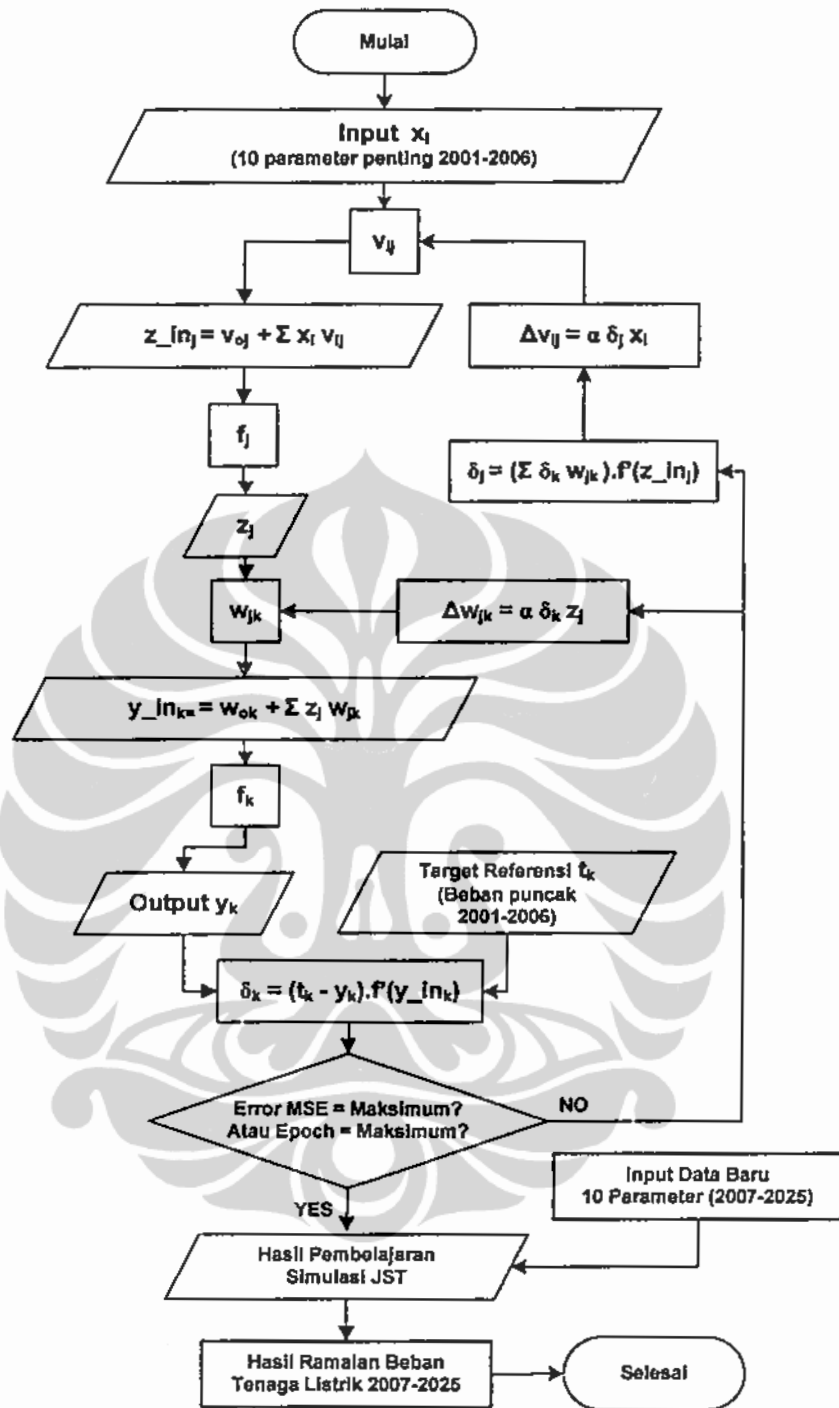 Mulai
Input xᵢ
(10 parameter penting 2001-2006)
vᵢⱼ
z_inⱼ = vₒⱼ + Σ xᵢ vᵢⱼ
Δvᵢⱼ = α δⱼ xᵢ
fⱼ
δⱼ = (Σ δₖ wⱼₖ ).f'(z_inⱼ)
zⱼ
wⱼₖ
Δwⱼₖ = α δₖ zⱼ
y_inₖ₌ = wₒₖ + Σ zⱼ wⱼₖ
fₖ
Output yₖ
Target Referensi tₖ
(Beban puncak
2001-2006)
δₖ = (tₖ - yₖ).f'(y_inₖ)
Error MSE = Maksimum?
Atau Epoch = Maksimum?
NO
YES
Input Data Baru
10 Parameter (2007-2025)
Hasil Pembelajaran
Simulasi JST
Hasil Ramalan Beban
Tenaga Listrik 2007-2025
Selesai